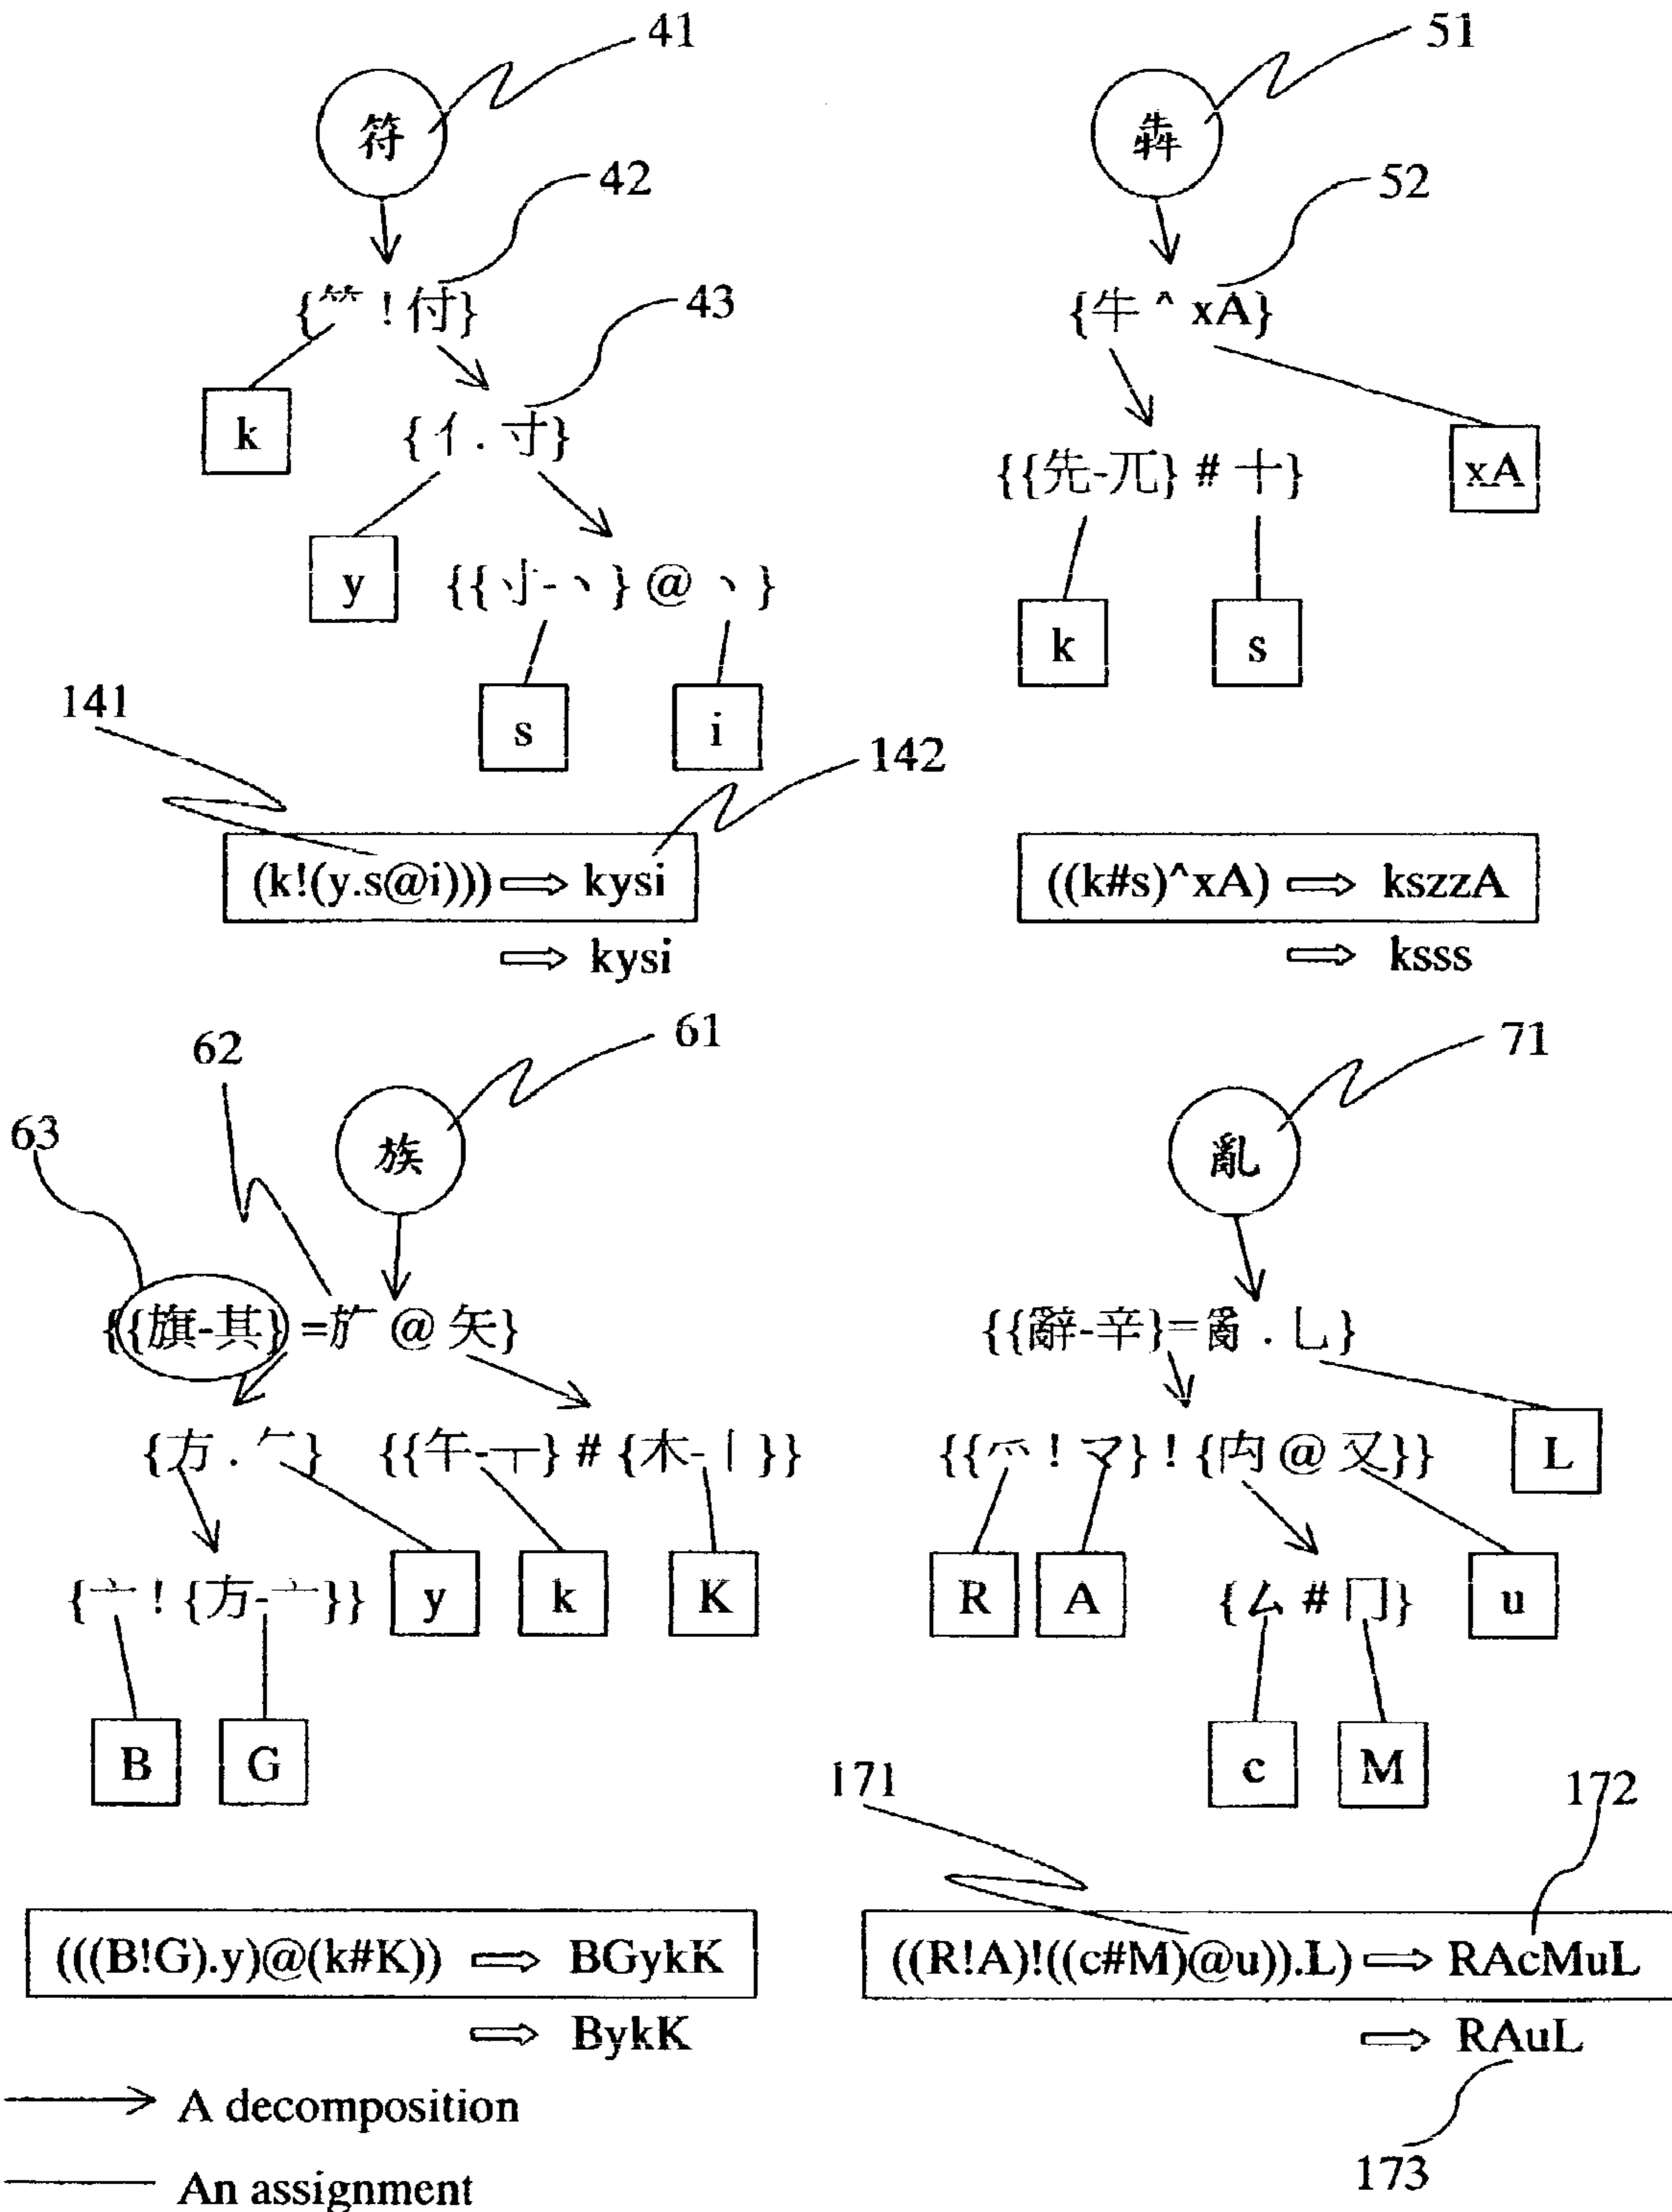 41
符
42
{⺮ ! 付}
43
k
{亻 . 寸}
y
{{寸-丶} @ 丶}
s
i
141
142
(k!(y.s@i))) ⇨ kysi
⇨ kysi
51
犇
52
{牛 ^ xA}
{{先-兀} # 十}
xA
k
s
((k#s)^xA) ⇨ kszzA
⇨ ksss
61
62
63
族
{{旗-其} = @ 矢}
{方 . 𠂉} {{午-丅} # {木-丨}}
{亠 ! {方-亠}}
y
k
K
B
G
(((B!G).y)@(k#K)) ⇨ BGykK
⇨ BykK
71
亂
{{辭-辛}=𤔔 . 乚}
{{爫 ! マ} ! {禸 @ 又}}
L
R
A
{厶 # 冂}
u
c
M
171
172
((R!A)!((c#M)@u)).L) ⇨ RAcMuL
⇨ RAuL
173
A decomposition
An assignment